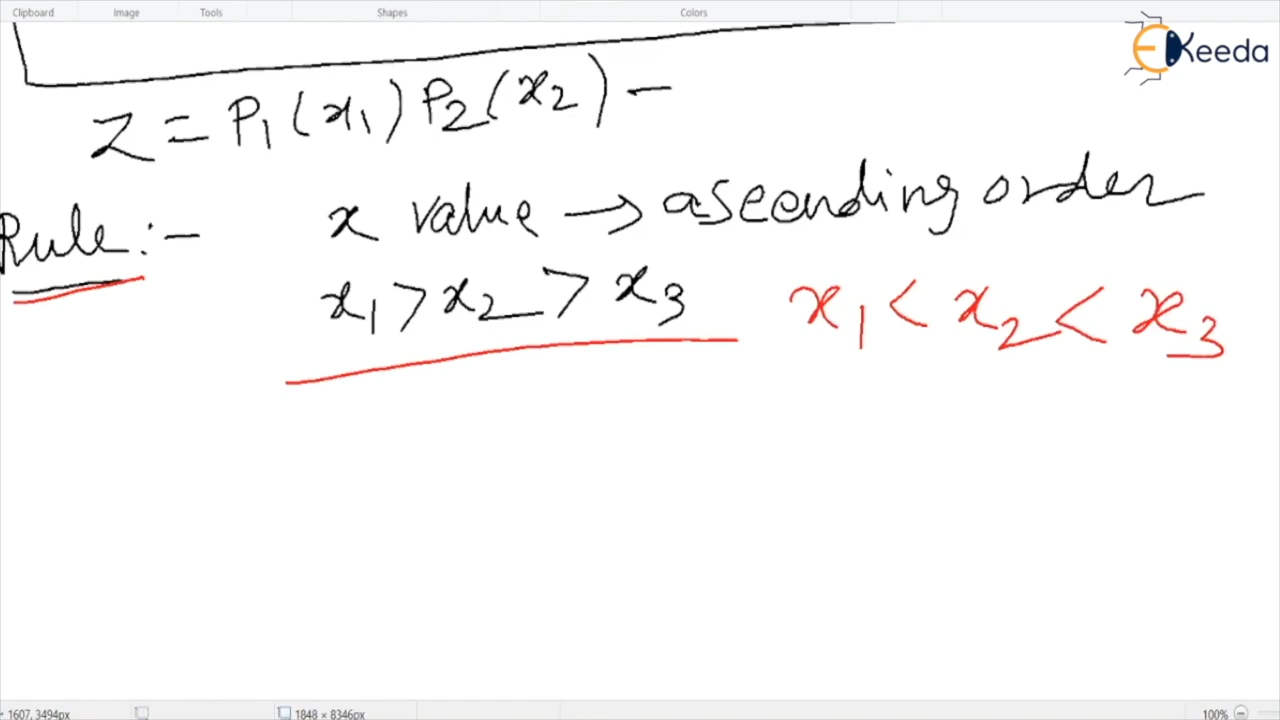 Clipboard Image Tools Shapes Colors
EKeeda
Z = P1(x1) P2(x2) -
Rule:- x value → ascending order
x1 > x2 > x3 x1 < x2 < x3
1607, 3494px 1848 × 8346px 100%